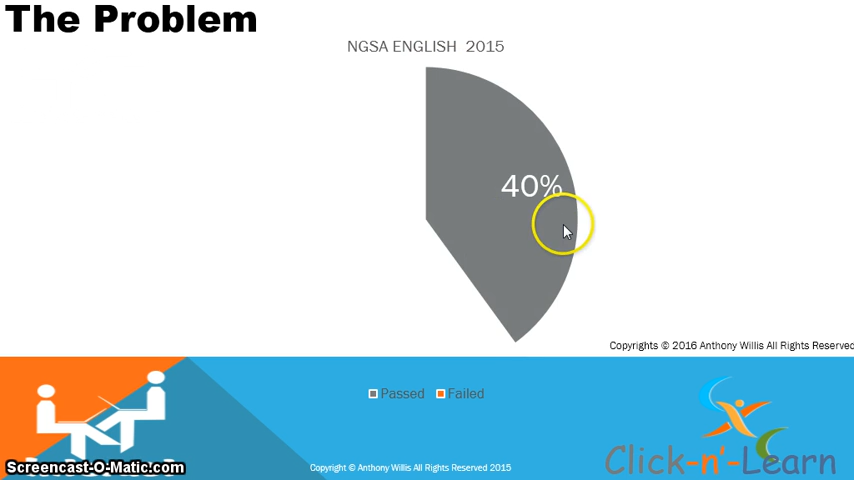 The Problem
NGSA ENGLISH 2015
40%
Copyrights © 2016 Anthony Willis All Rights Reserved
Passed Failed
Screencast-O-Matic.com
Copyright © Anthony Willis All Rights Reserved 2015
Click-n'-Learn